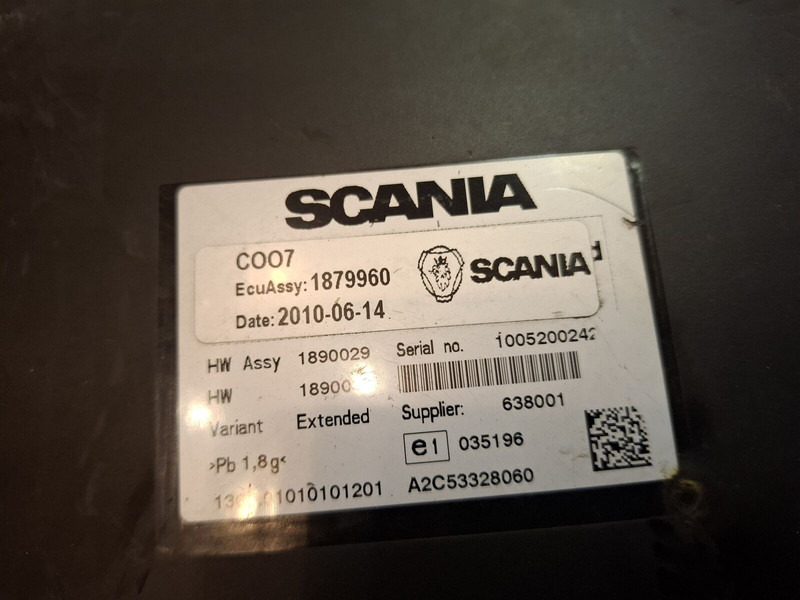 SCANIA
COO7
EcuAssy: 1879960
Date: 2010-06-14
SCANIA
HW Assy 1890029
Serial no. 1005200242
HW
Variant Extended
Supplier: 638001
>Pb 1,8g<
e1 035196
A2C53328060